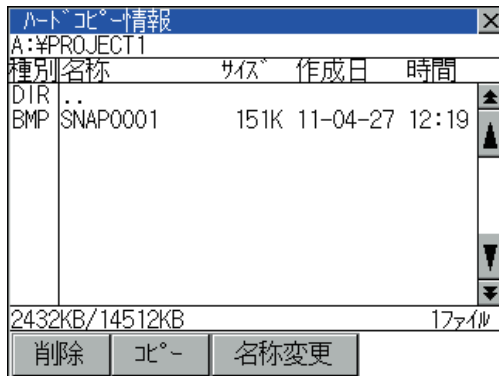 ﾊｰﾄﾞｺﾋﾟｰ情報 ×
A:¥PROJECT1
種別 名称 ｻｲｽﾞ 作成日 時間
DIR ..
BMP SNAP0001 151K 11-04-27 12:19
2432KB/14512KB 1ﾌｧｲﾙ
削除 ｺﾋﾟｰ 名称変更